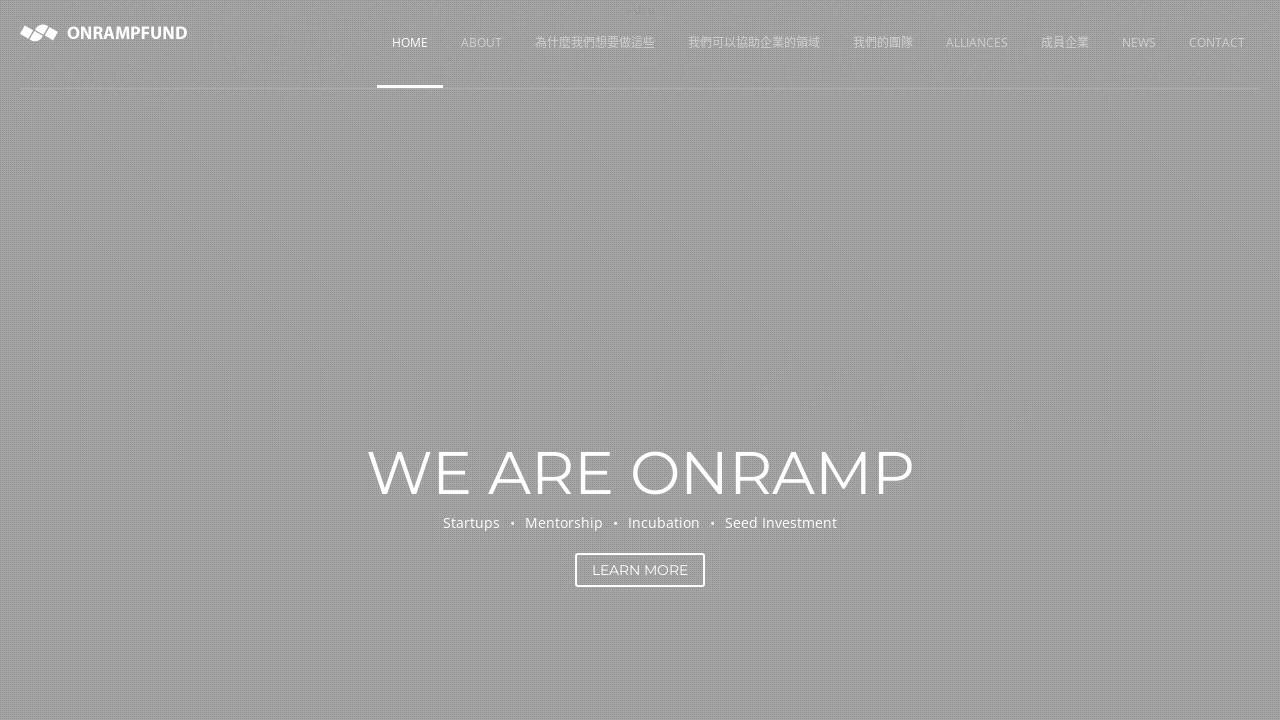 ONRAMPFUND
HOME ABOUT 為什麼我們想要做這些 我們可以協助企業的領域 我們的團隊 ALLIANCES 成員企業 NEWS CONTACT
WE ARE ONRAMP
Startups • Mentorship • Incubation • Seed Investment
LEARN MORE